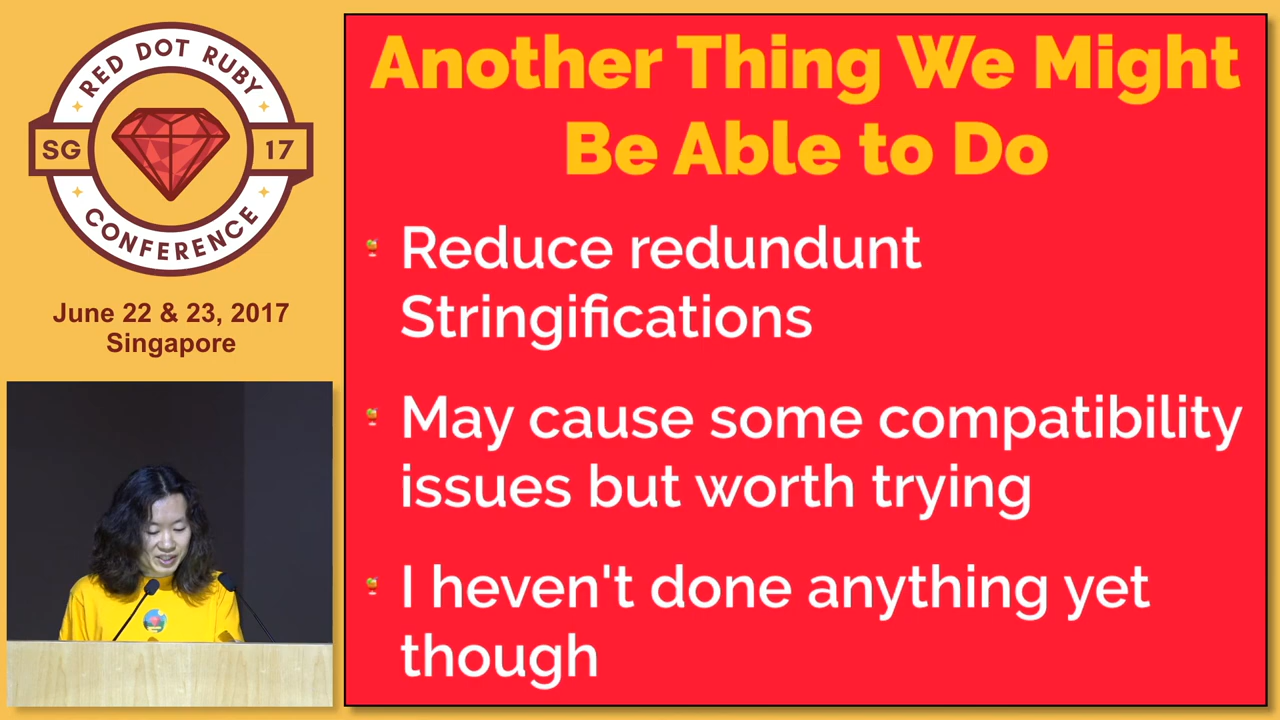 RED DOT RUBY
SG 17
CONFERENCE
June 22 & 23, 2017
Singapore
Another Thing We Might
Be Able to Do
Reduce redundunt
Stringifications
May cause some compatibility
issues but worth trying
I heven't done anything yet
though